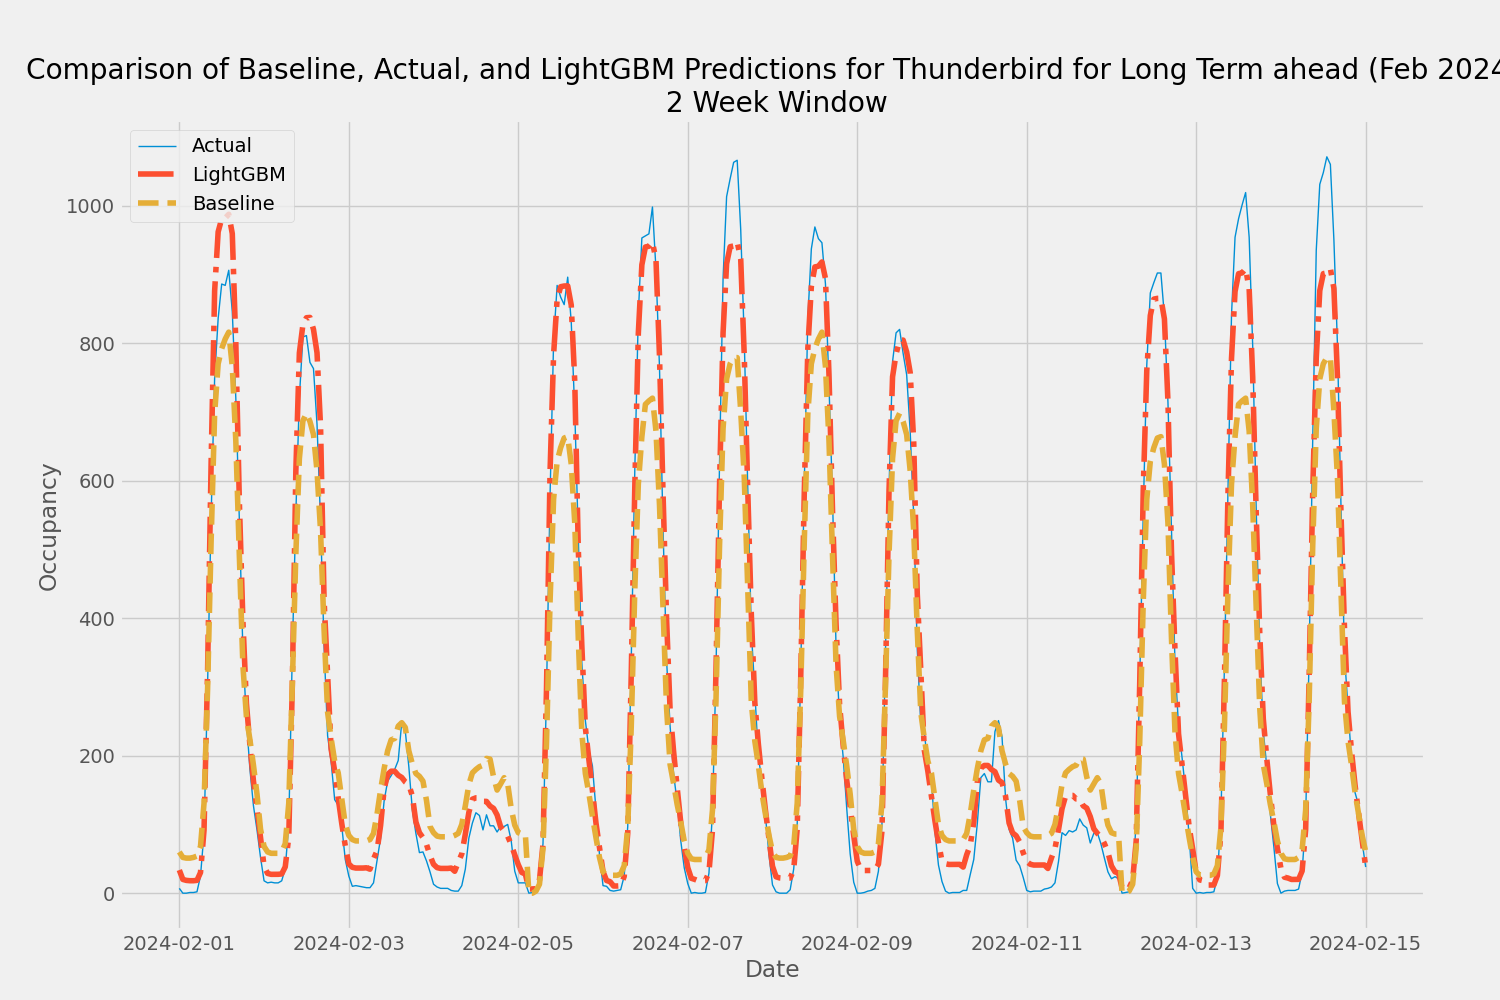 Comparison of Baseline, Actual, and LightGBM Predictions for Thunderbird for Long Term ahead (Feb 2024
2 Week Window
Actual
LightGBM
Baseline
1000
800
600
400
200
0
Occupancy
2024-02-01 2024-02-03 2024-02-05 2024-02-07 2024-02-09 2024-02-11 2024-02-13 2024-02-15
Date